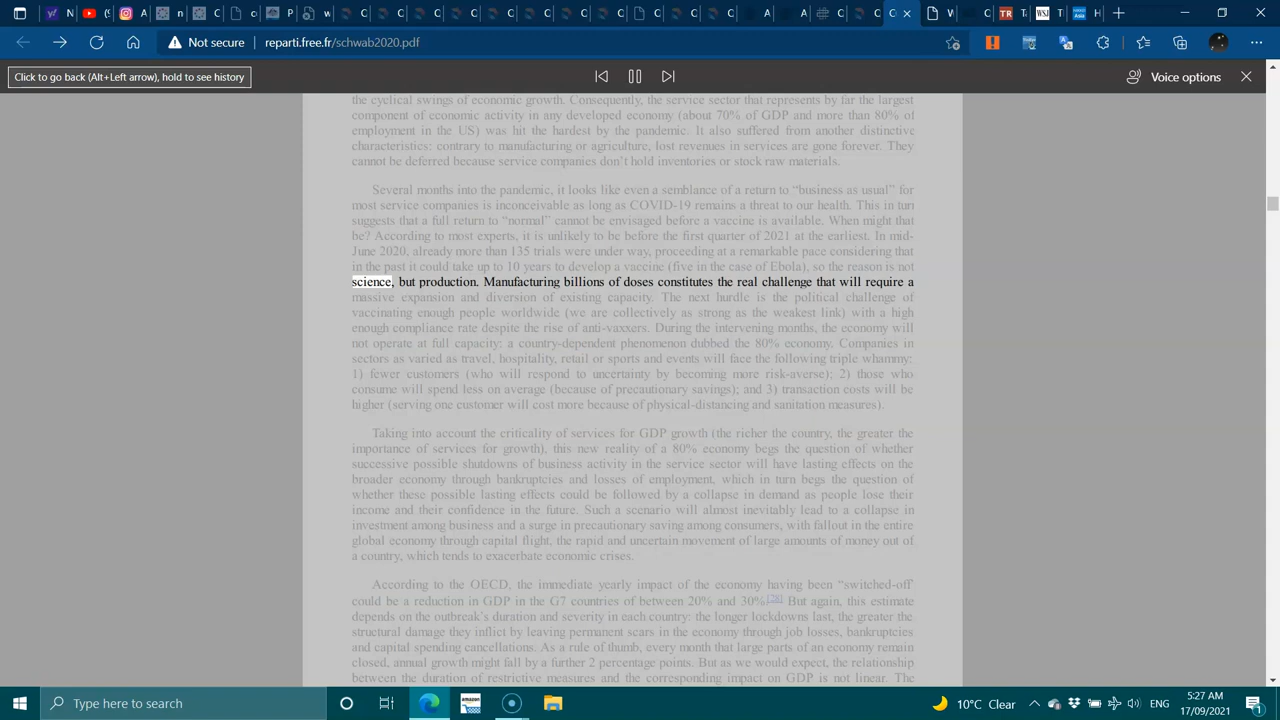 Not secure
reparti.free.fr/schwab2020.pdf
Click to go back (Alt+Left arrow), hold to see history
Voice options
the cyclical swings of economic growth. Consequently, the service sector that represents by far the largest
component of economic activity in any developed economy (about 70% of GDP and more than 80% of
employment in the US) was hit the hardest by the pandemic. It also suffered from another distinctive
characteristics: contrary to manufacturing or agriculture, lost revenues in services are gone forever. They
cannot be deferred because service companies don’t hold inventories or stock raw materials.
Several months into the pandemic, it looks like even a semblance of a return to “business as usual” for
most service companies is inconceivable as long as COVID-19 remains a threat to our health. This in turn
suggests that a full return to “normal” cannot be envisaged before a vaccine is available. When might that
be? According to most experts, it is unlikely to be before the first quarter of 2021 at the earliest. In mid-
June 2020, already more than 135 trials were under way, proceeding at a remarkable pace considering that
in the past it could take up to 10 years to develop a vaccine (five in the case of Ebola), so the reason is not
science, but production. Manufacturing billions of doses constitutes the real challenge that will require a
massive expansion and diversion of existing capacity. The next hurdle is the political challenge of
vaccinating enough people worldwide (we are collectively as strong as the weakest link) with a high
enough compliance rate despite the rise of anti-vaxxers. During the intervening months, the economy will
not operate at full capacity: a country-dependent phenomenon dubbed the 80% economy. Companies in
sectors as varied as travel, hospitality, retail or sports and events will face the following triple whammy:
1) fewer customers (who will respond to uncertainty by becoming more risk-averse); 2) those who
consume will spend less on average (because of precautionary savings); and 3) transaction costs will be
higher (serving one customer will cost more because of physical-distancing and sanitation measures).
Taking into account the criticality of services for GDP growth (the richer the country, the greater the
importance of services for growth), this new reality of a 80% economy begs the question of whether
successive possible shutdowns of business activity in the service sector will have lasting effects on the
broader economy through bankruptcies and losses of employment, which in turn begs the question of
whether these possible lasting effects could be followed by a collapse in demand as people lose their
income and their confidence in the future. Such a scenario will almost inevitably lead to a collapse in
investment among business and a surge in precautionary saving among consumers, with fallout in the entire
global economy through capital flight, the rapid and uncertain movement of large amounts of money out of
a country, which tends to exacerbate economic crises.
According to the OECD, the immediate yearly impact of the economy having been “switched-off”
could be a reduction in GDP in the G7 countries of between 20% and 30%.[28] But again, this estimate
depends on the outbreak’s duration and severity in each country: the longer lockdowns last, the greater the
structural damage they inflict by leaving permanent scars in the economy through job losses, bankruptcies
and capital spending cancellations. As a rule of thumb, every month that large parts of an economy remain
closed, annual growth might fall by a further 2 percentage points. But as we would expect, the relationship
between the duration of restrictive measures and the corresponding impact on GDP is not linear. The
Type here to search
10°C Clear
ENG
5:27 AM
17/09/2021